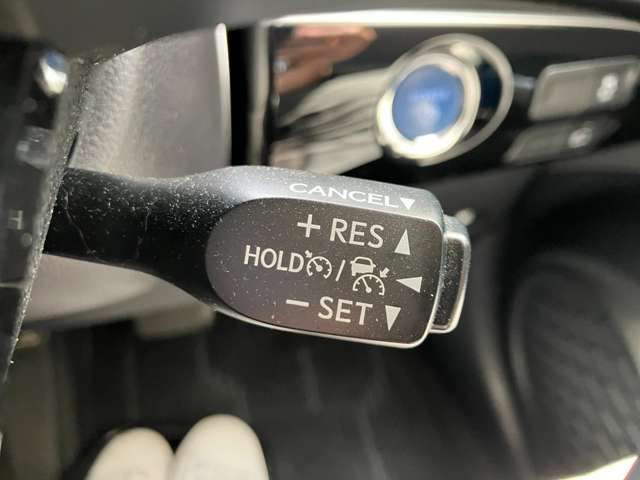 CANCEL▼
+ RES ▲
HOLD / ◀
− SET ▼
H